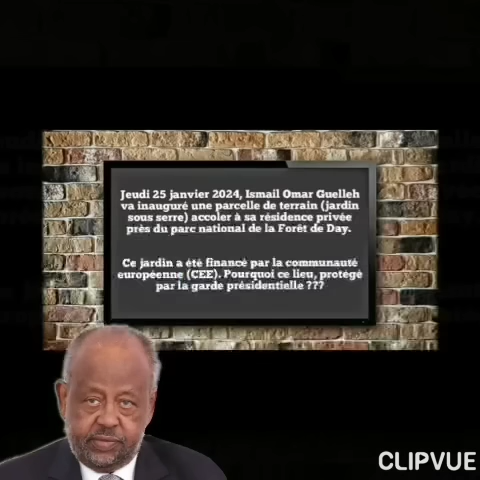 Jeudi 25 janvier 2024, Ismail Omar Guelleh
va inauguré une parcelle de terrain (jardin
sous serre) accoler à sa résidence privée
près du parc national de la Forêt de Day.
Ce jardin a été financé par la communauté
européenne (CEE). Pourquoi ce lieu, protégé
par la garde présidentielle ???
CLIPVUE